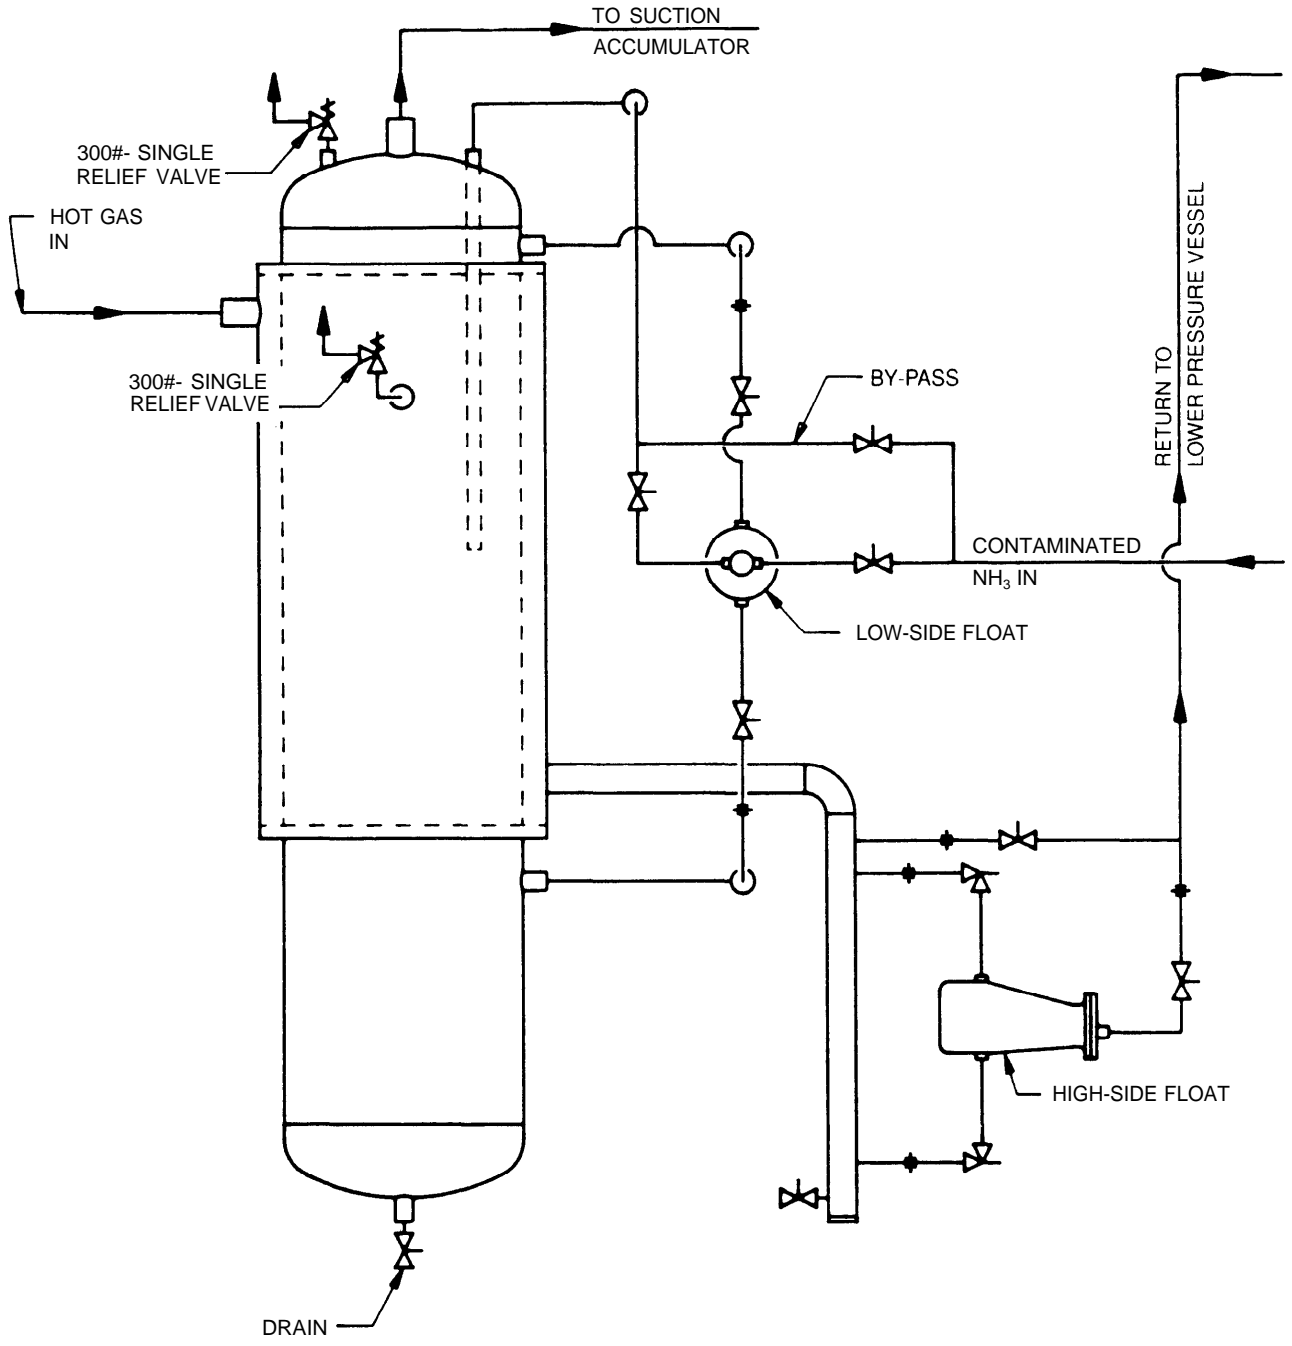 TO SUCTION
ACCUMULATOR
300#- SINGLE
RELIEF VALVE
HOT GAS
IN
300#- SINGLE
RELIEF VALVE
BY-PASS
RETURN TO
LOWER PRESSURE VESSEL
CONTAMINATED
NH₃ IN
LOW-SIDE FLOAT
HIGH-SIDE FLOAT
DRAIN